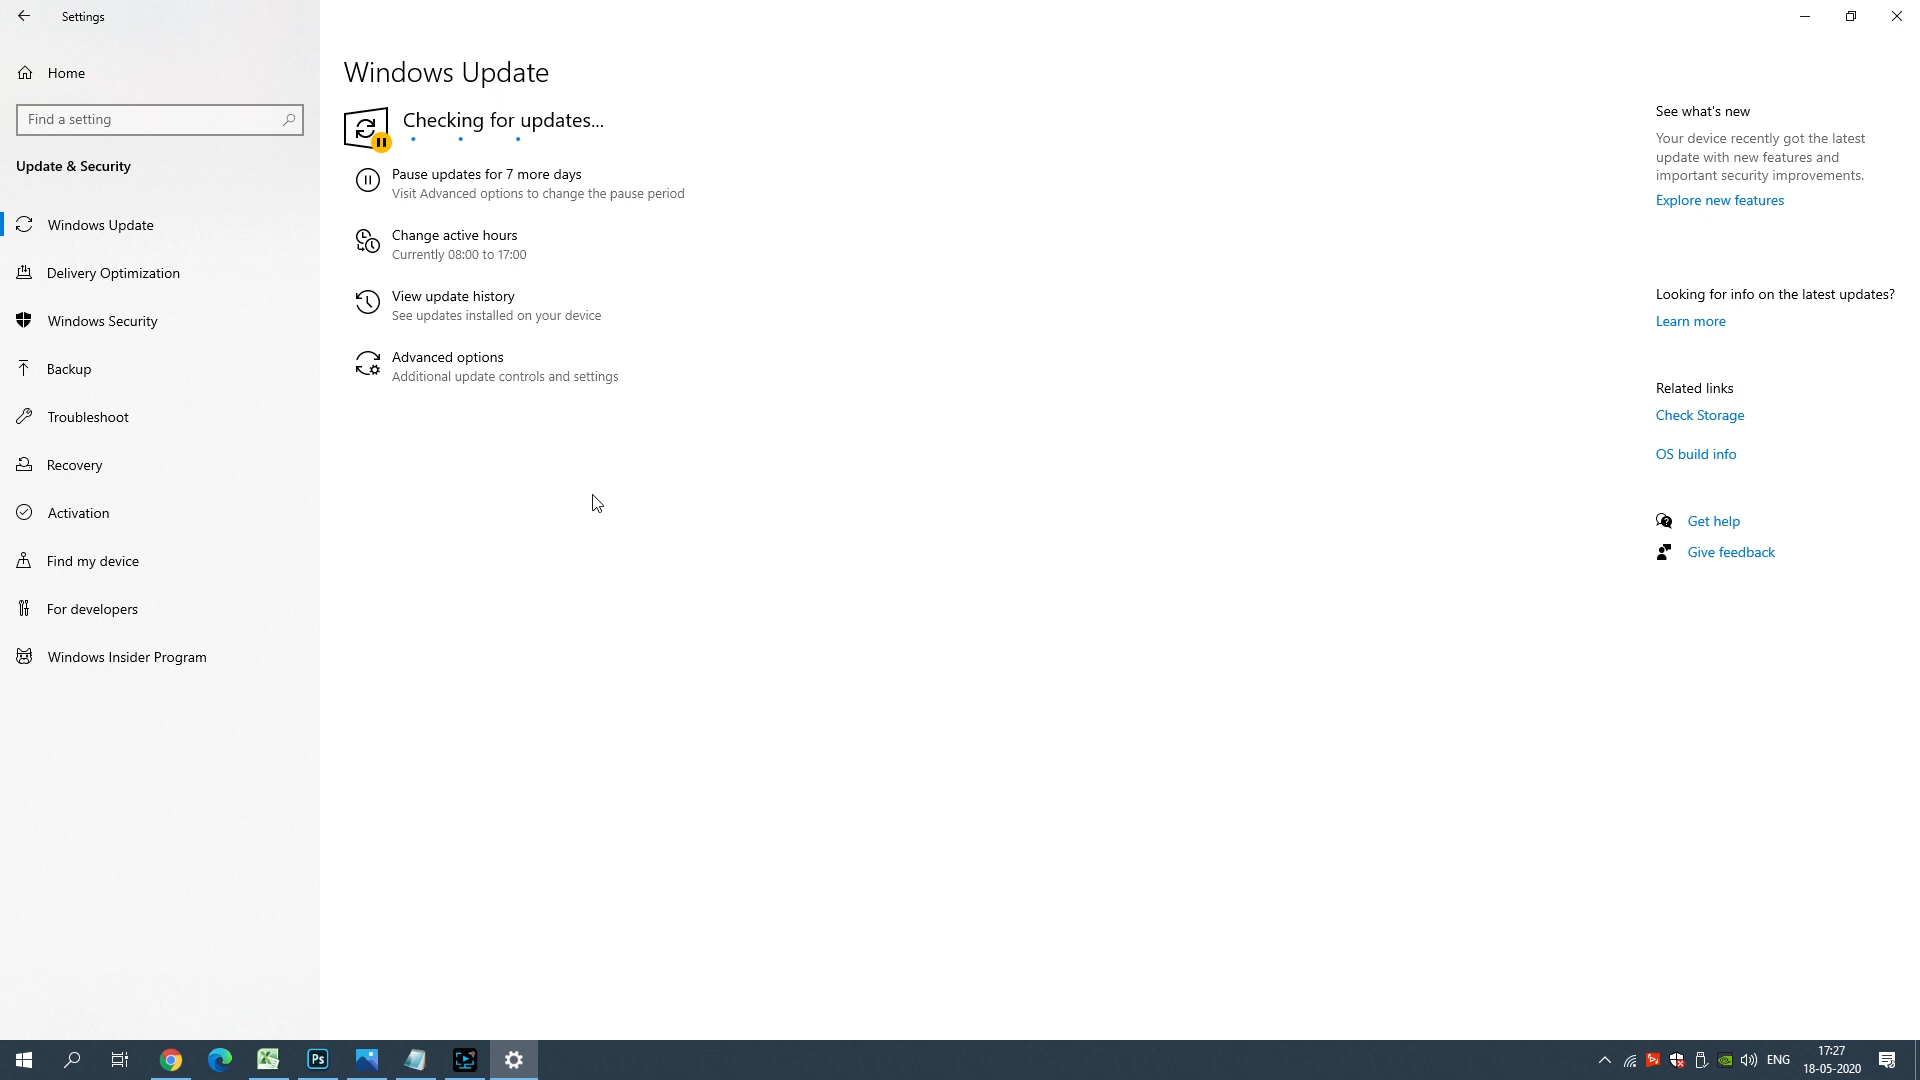 Settings
Home
Find a setting
Update & Security
Windows Update
Delivery Optimization
Windows Security
Backup
Troubleshoot
Recovery
Activation
Find my device
For developers
Windows Insider Program
Windows Update
Checking for updates...
Pause updates for 7 more days
Visit Advanced options to change the pause period
Change active hours
Currently 08:00 to 17:00
View update history
See updates installed on your device
Advanced options
Additional update controls and settings
See what's new
Your device recently got the latest
update with new features and
important security improvements.
Explore new features
Looking for info on the latest updates?
Learn more
Related links
Check Storage
OS build info
Get help
Give feedback
Ps
ENG
17:27
18-05-2020